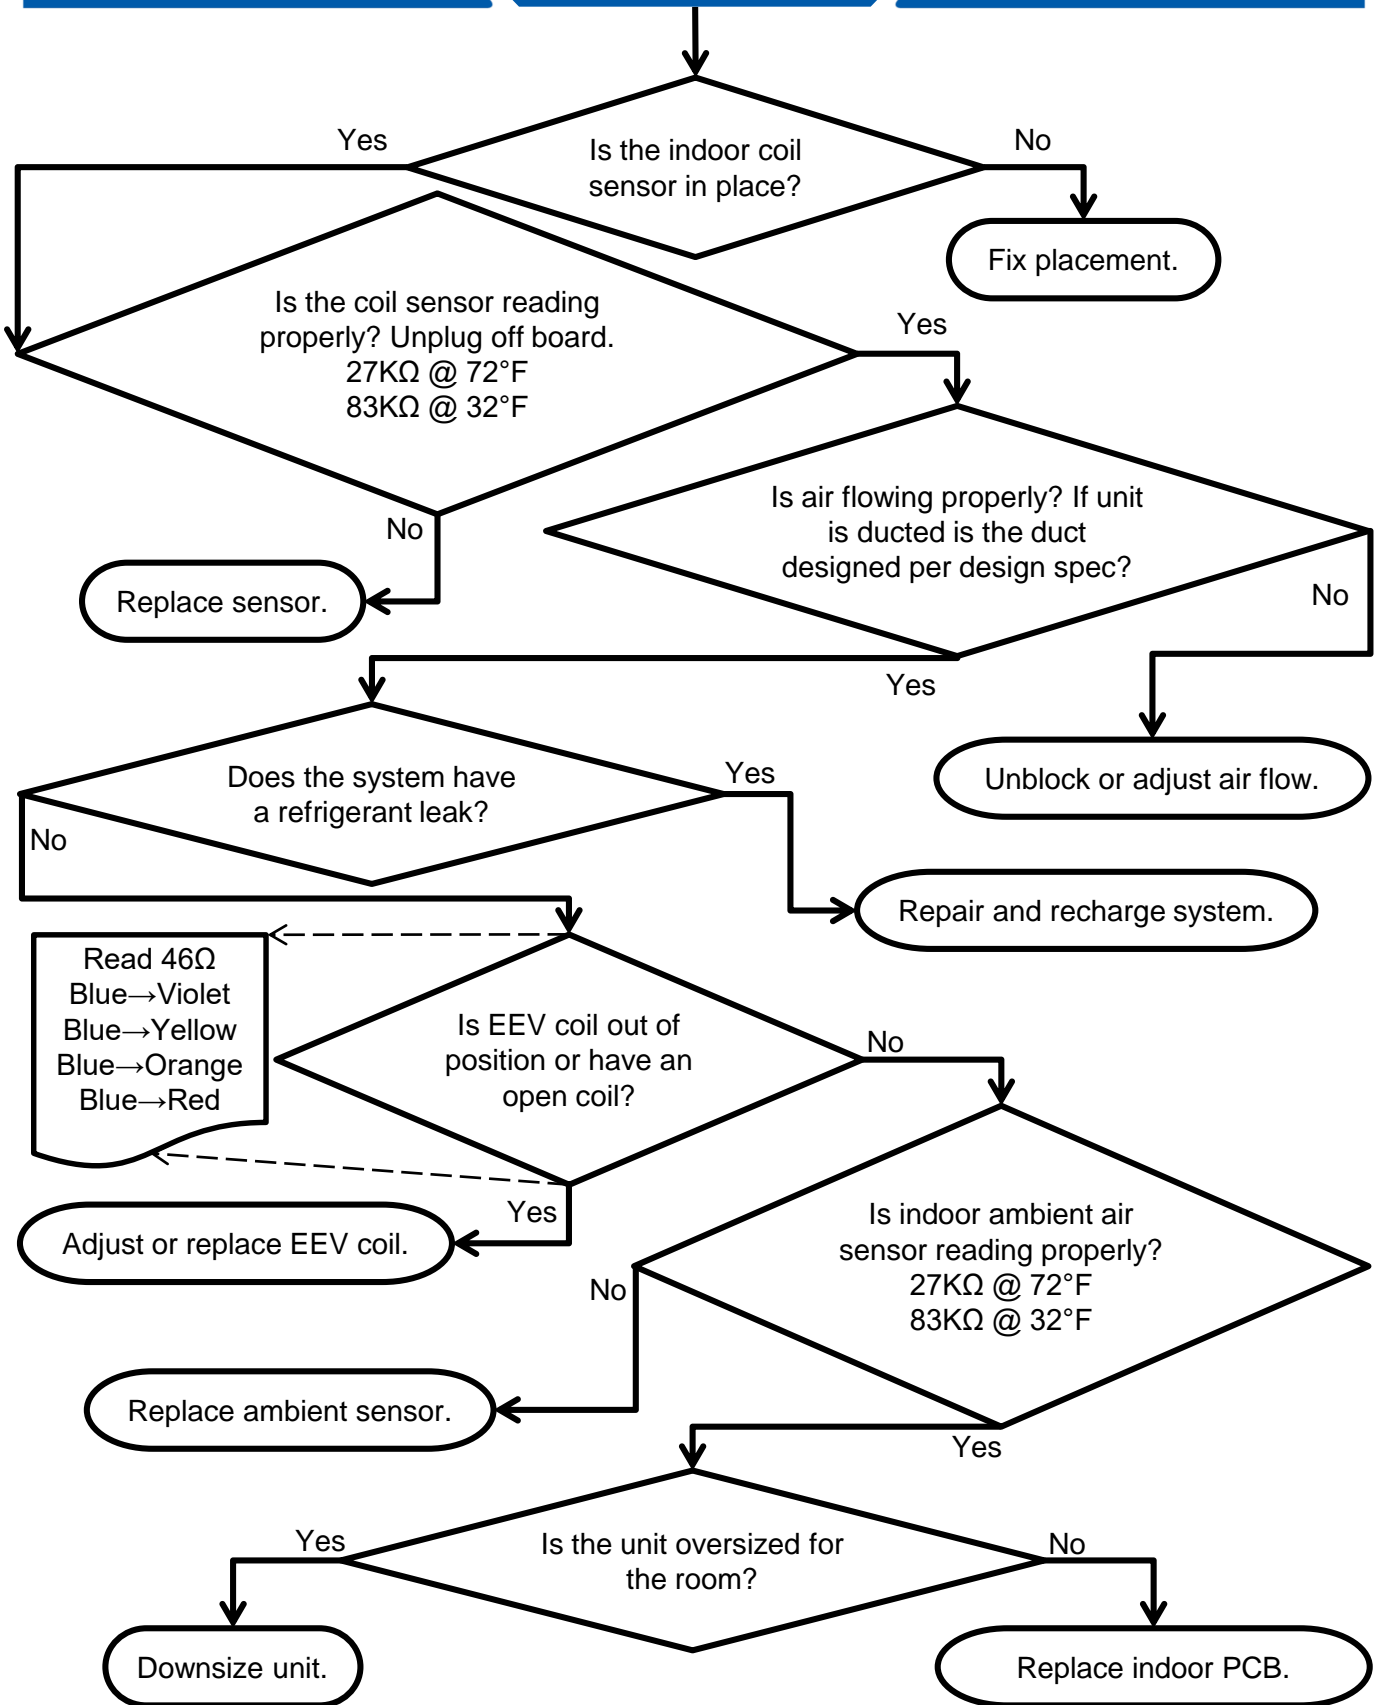 Yes
No
Is the indoor coil
sensor in place?
Fix placement.
Is the coil sensor reading
properly? Unplug off board.
27KΩ @ 72°F
83KΩ @ 32°F
Yes
No
Replace sensor.
Is air flowing properly? If unit
is ducted is the duct
designed per design spec?
No
Yes
Unblock or adjust air flow.
Does the system have
a refrigerant leak?
Yes
No
Repair and recharge system.
Read 46Ω
Blue→Violet
Blue→Yellow
Blue→Orange
Blue→Red
Is EEV coil out of
position or have an
open coil?
No
Yes
Adjust or replace EEV coil.
Is indoor ambient air
sensor reading properly?
27KΩ @ 72°F
83KΩ @ 32°F
No
Replace ambient sensor.
Yes
Is the unit oversized for
the room?
Yes
No
Downsize unit.
Replace indoor PCB.